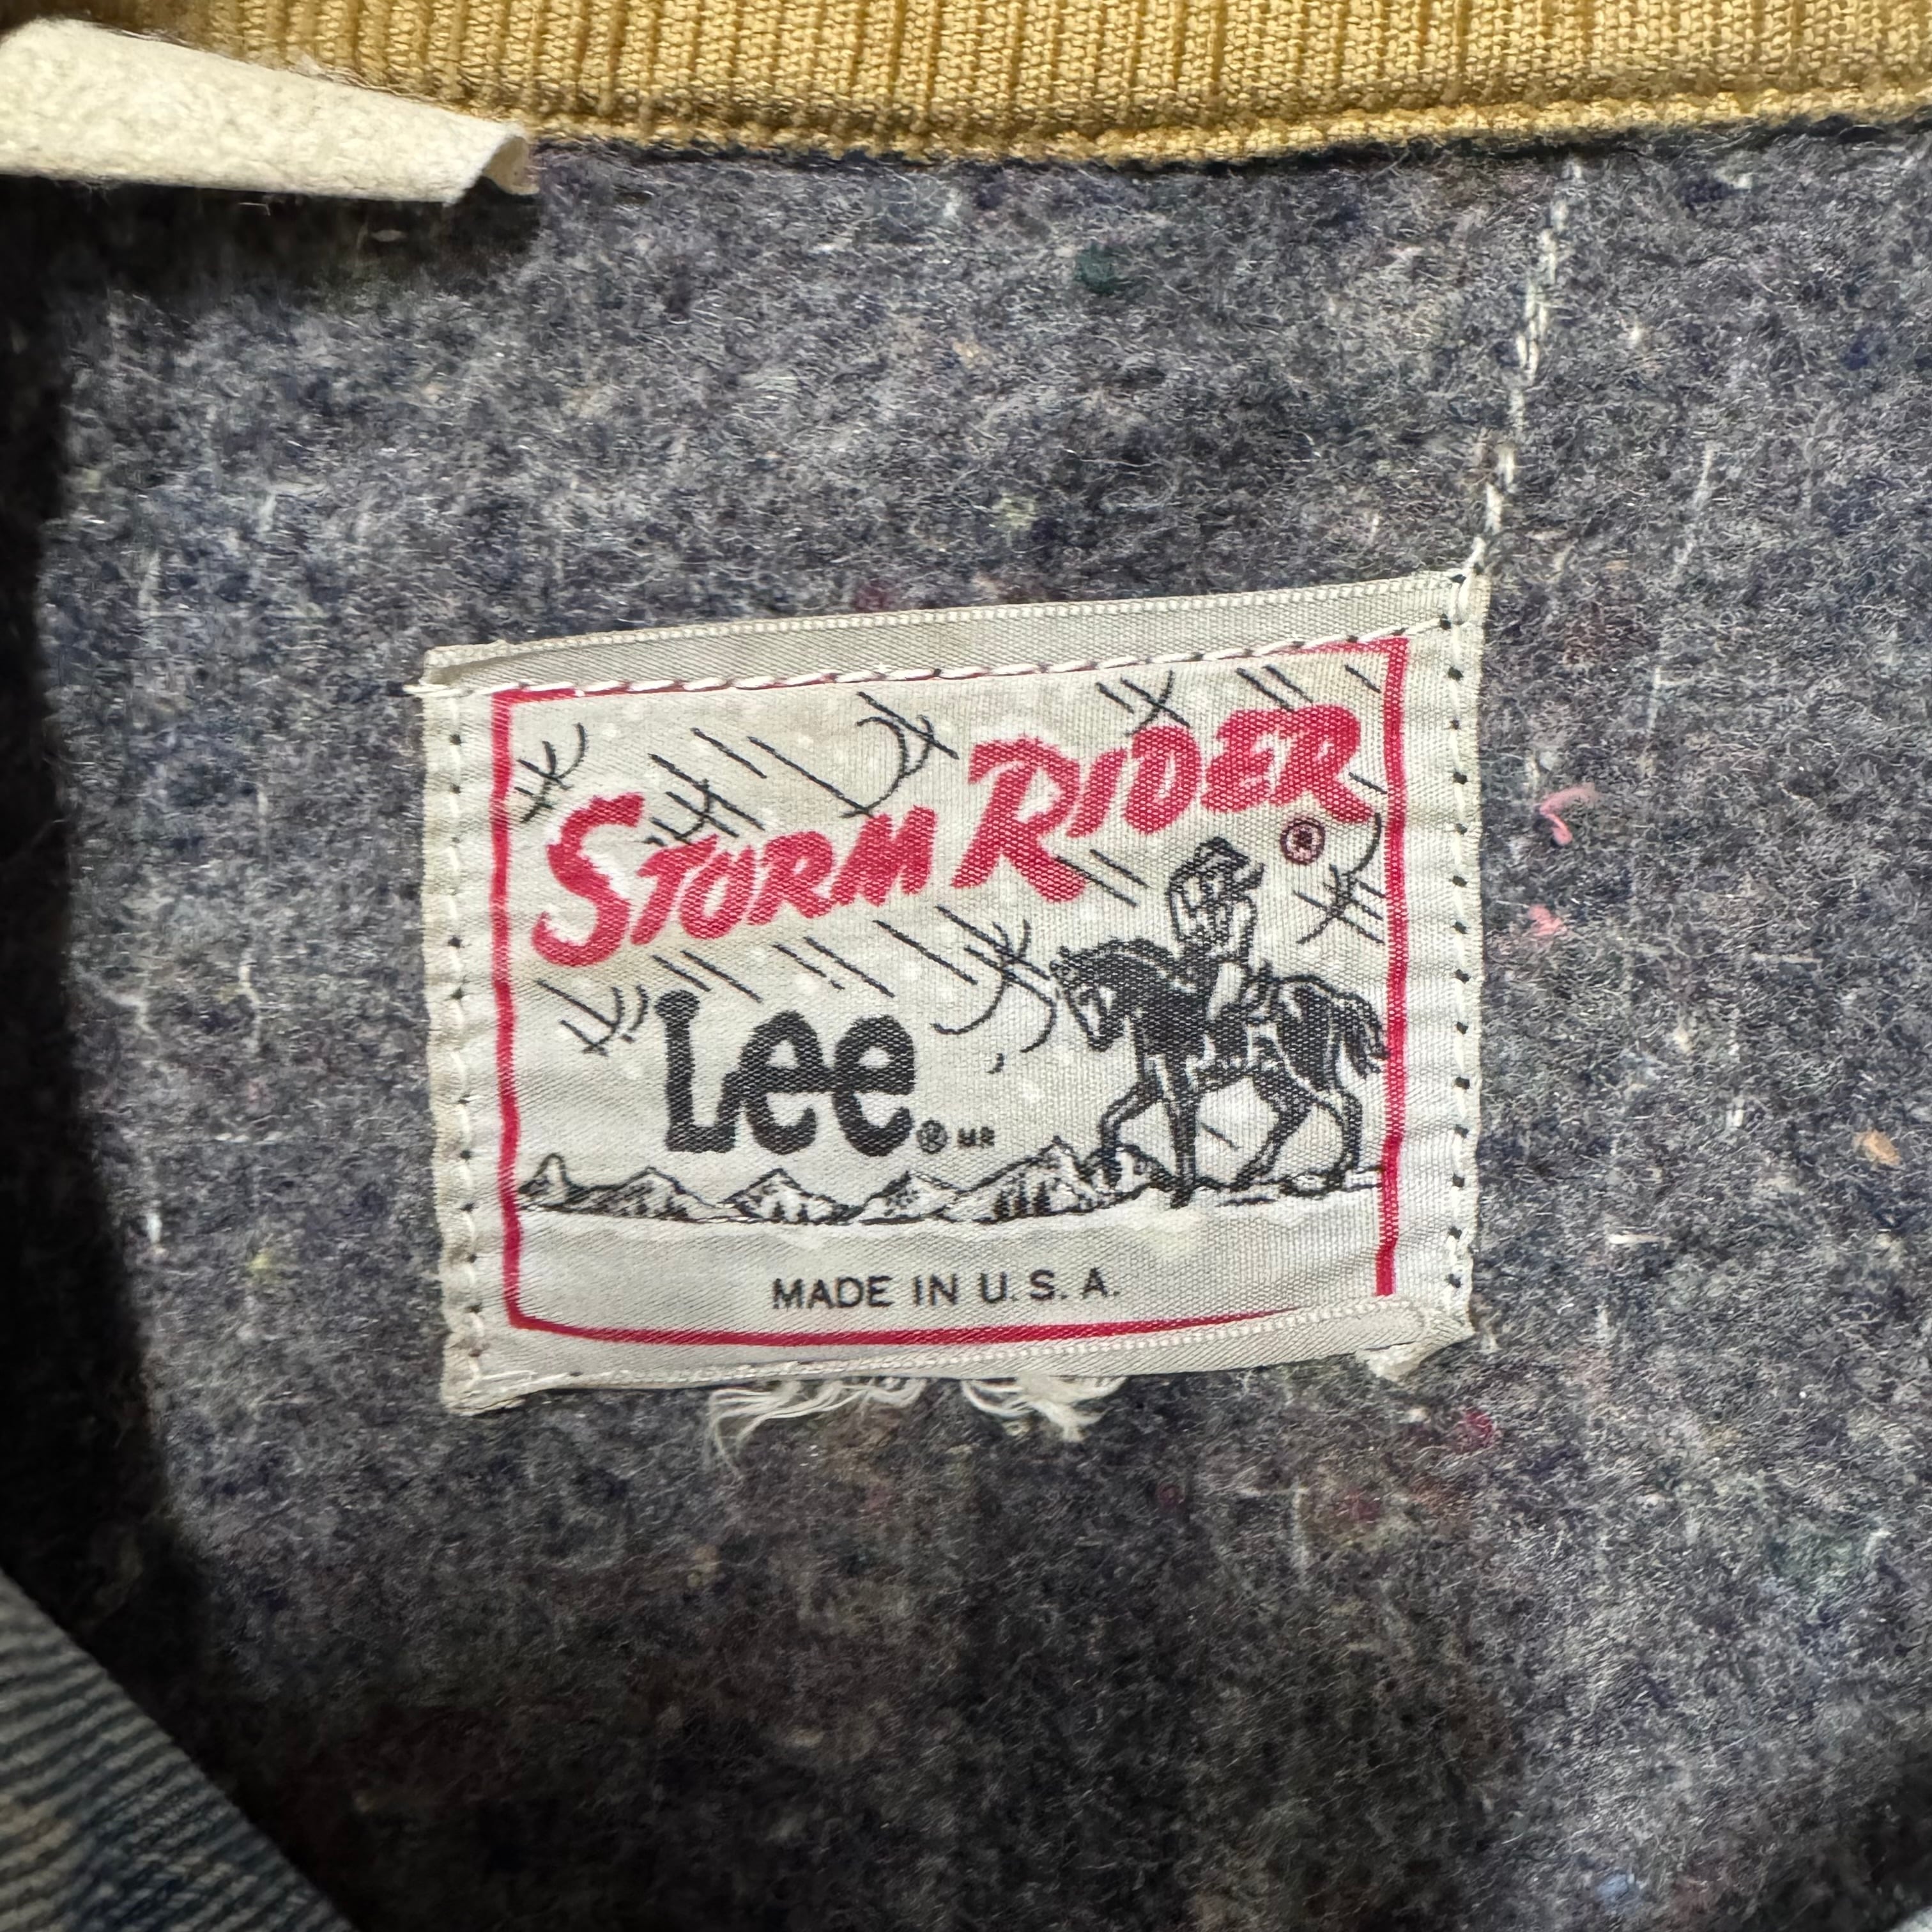 STORM RIDER ®
Lee ® MR
MADE IN U.S.A.